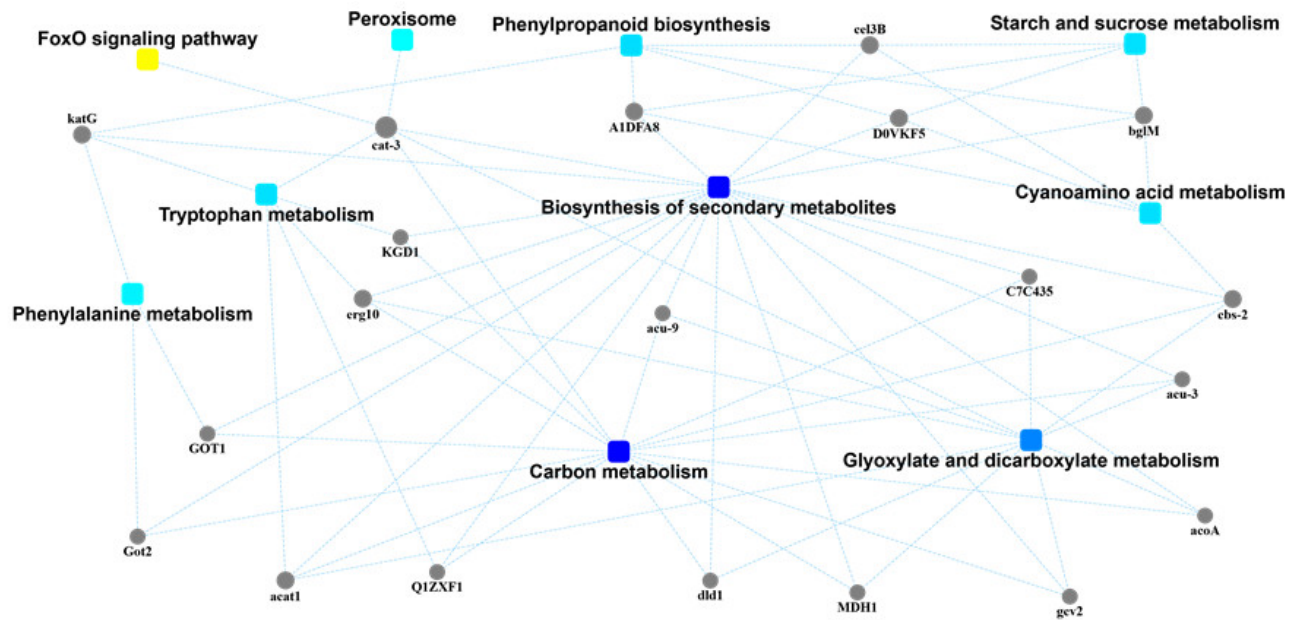 Peroxisome
Phenylpropanoid biosynthesis
Starch and sucrose metabolism
FoxO signaling pathway
cel3B
katG
A1DFA8
D0VKF5
bglM
cat-3
Cyanoamino acid metabolism
Tryptophan metabolism
Biosynthesis of secondary metabolites
KGD1
C7C435
Phenylalanine metabolism
erg10
acu-9
cbs-2
acu-3
GOT1
Glyoxylate and dicarboxylate metabolism
Carbon metabolism
acoA
Got2
Q1ZXF1
acat1
dld1
MDH1
gcv2